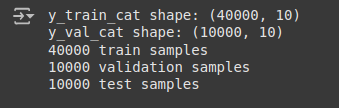 y_train_cat shape: (40000, 10)
y_val_cat shape: (10000, 10)
40000 train samples
10000 validation samples
10000 test samples